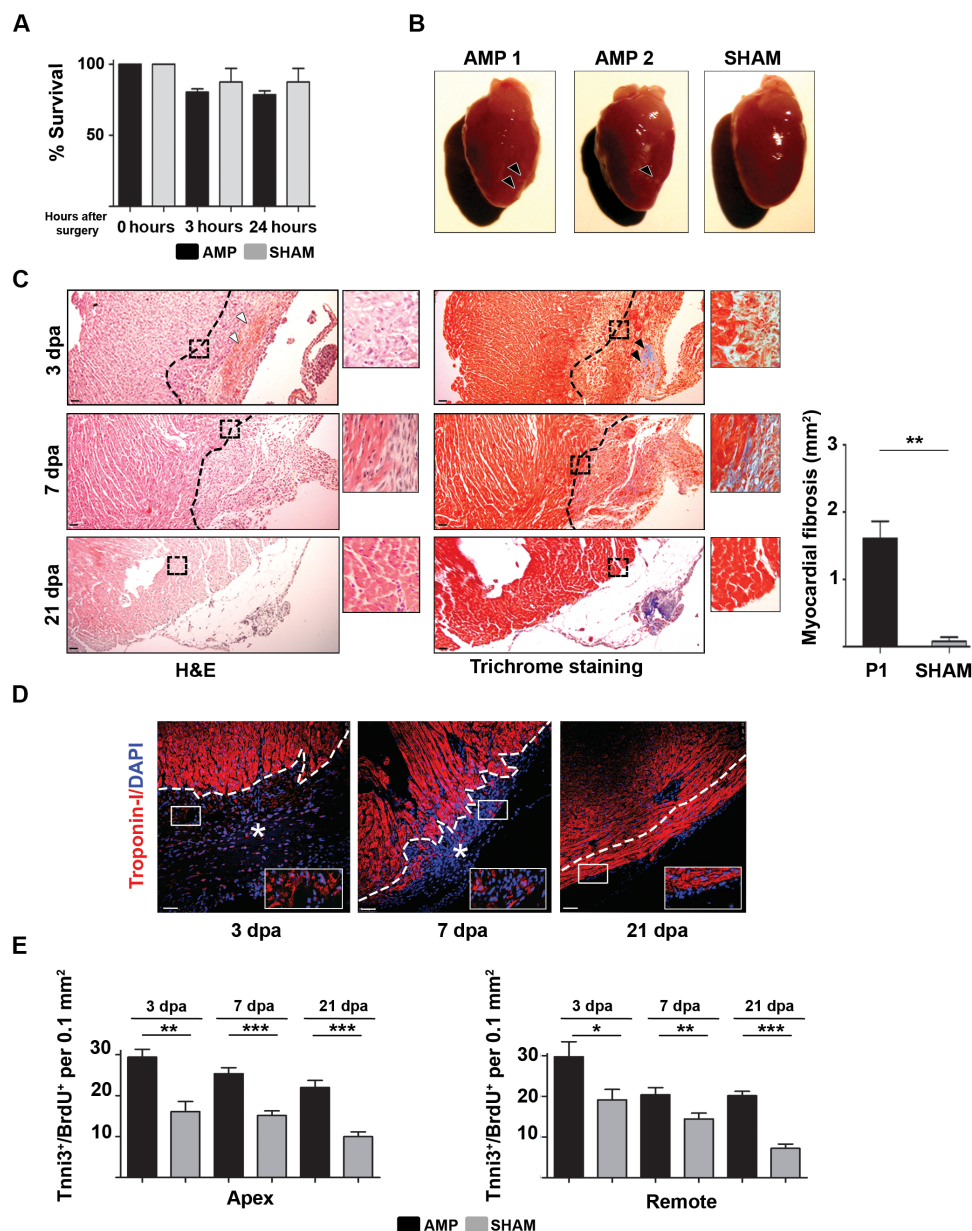 A
% Survival
100
50
Hours after
surgery
0 hours
3 hours
24 hours
AMP
SHAM
B
AMP 1
AMP 2
SHAM
C
3 dpa
7 dpa
21 dpa
H&E
Trichrome staining
Myocardial fibrosis (mm²)
3
2
1
**
P1
SHAM
D
Troponin-I/DAPI
*
*
3 dpa
7 dpa
21 dpa
E
Tnni3⁺/BrdU⁺ per 0.1 mm²
30
20
10
3 dpa
7 dpa
21 dpa
**
***
***
Apex
Tnni3⁺/BrdU⁺ per 0.1 mm²
30
20
10
3 dpa
7 dpa
21 dpa
*
**
***
Remote
AMP
SHAM